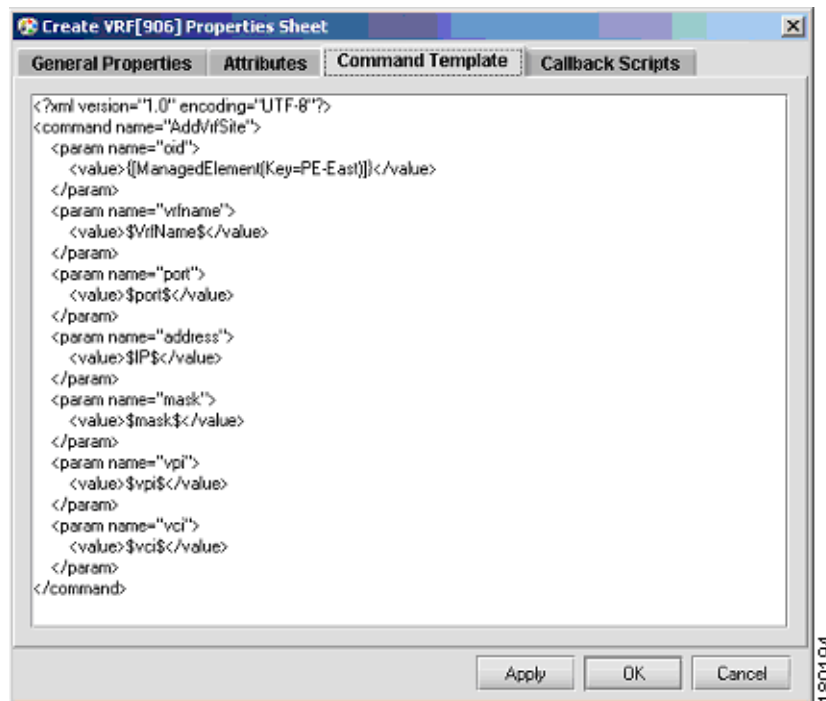 Create VRF[906] Properties Sheet
General Properties Attributes Command Template Callback Scripts
<?xml version="1.0" encoding="UTF-8"?>
<command name="AddVrfSite">
<param name="oid">
<value>{[ManagedElement(Key=PE-East)]}</value>
</param>
<param name="vrfname">
<value>$VrfName$</value>
</param>
<param name="port">
<value>$port$</value>
</param>
<param name="address">
<value>$IP$</value>
</param>
<param name="mask">
<value>$mask$</value>
</param>
<param name="vpi">
<value>$vpi$</value>
</param>
<param name="vci">
<value>$vci$</value>
</param>
</command>
Apply OK Cancel
180194